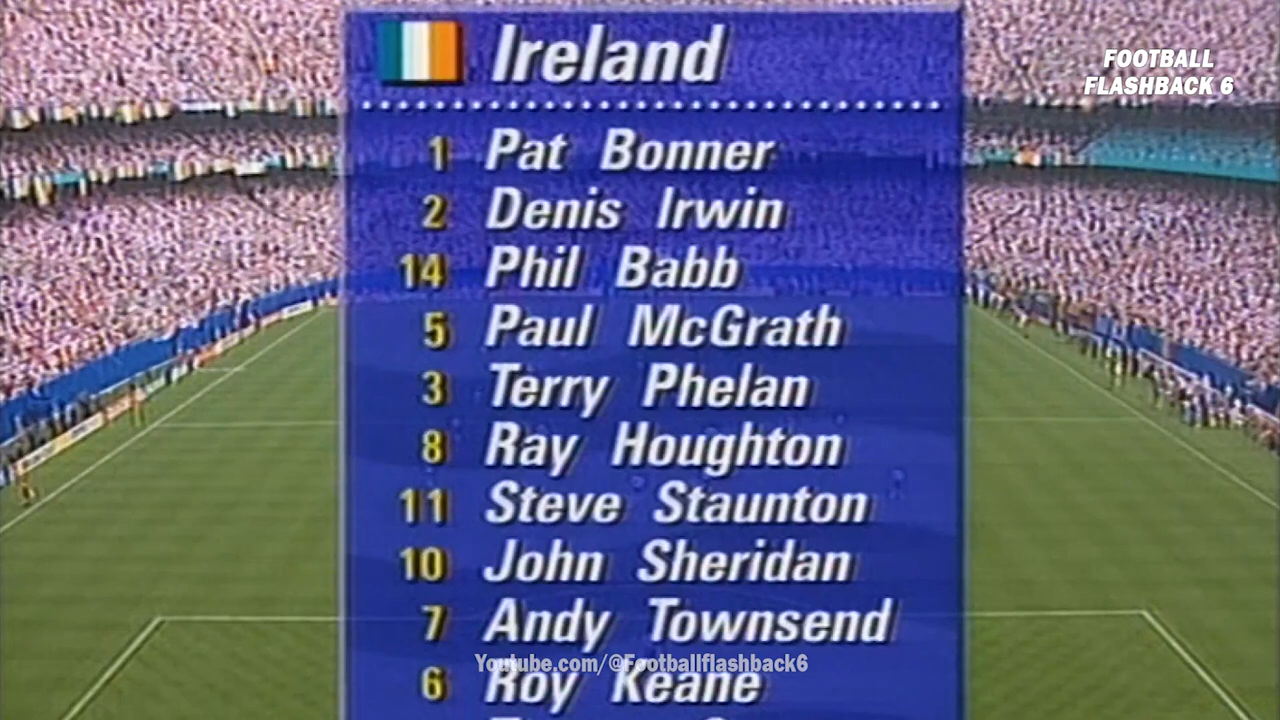 Ireland
FOOTBALL
FLASHBACK 6
1 Pat Bonner
2 Denis Irwin
14 Phil Babb
5 Paul McGrath
3 Terry Phelan
8 Ray Houghton
11 Steve Staunton
10 John Sheridan
7 Andy Townsend
Youtube.com/@Footballflashback6
6 Roy Keane